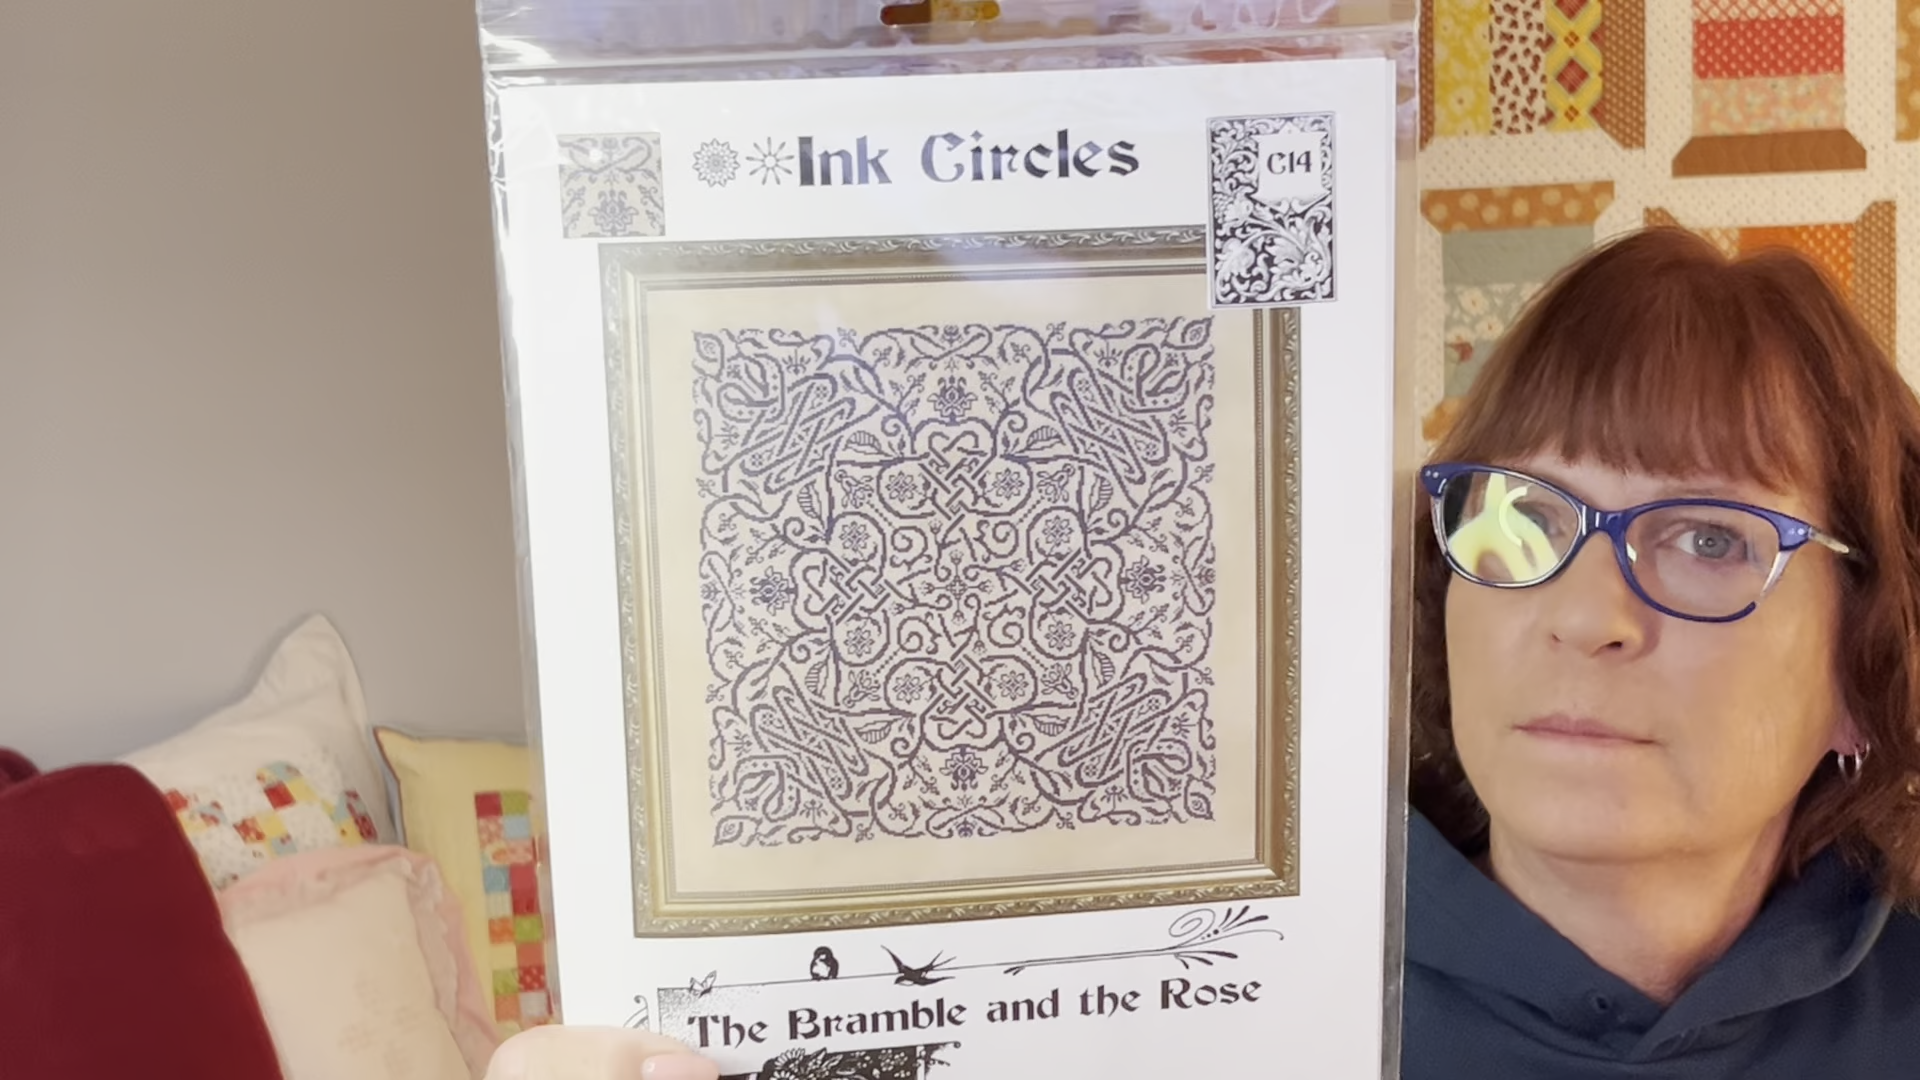 Ink Circles
C14
The Bramble and the Rose